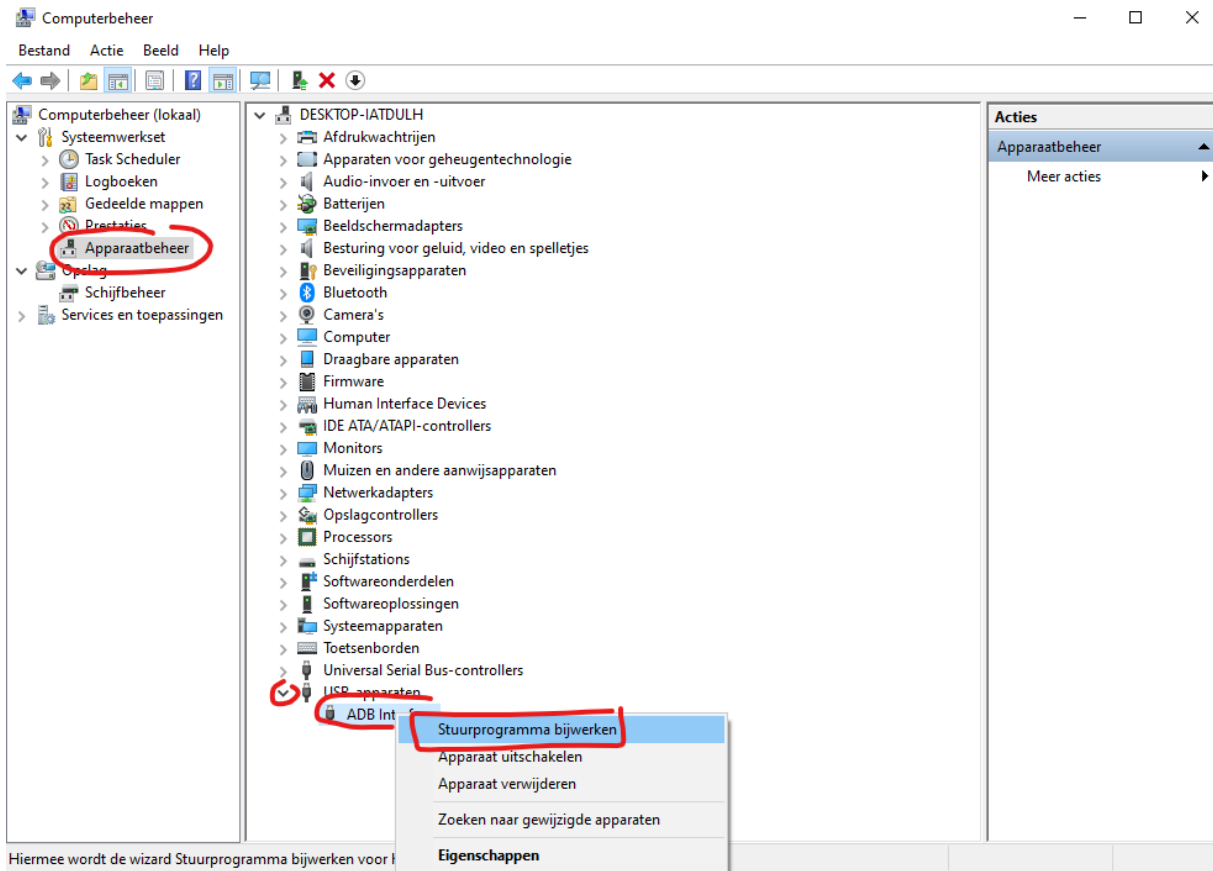 Computerbeheer
Bestand Actie Beeld Help
Computerbeheer (lokaal)
Systeemwerkset
Task Scheduler
Logboeken
Gedeelde mappen
Prestaties
Apparaatbeheer
Opslag
Schijfbeheer
Services en toepassingen
DESKTOP-IATDULH
Afdrukwachtrijen
Apparaten voor geheugentechnologie
Audio-invoer en -uitvoer
Batterijen
Beeldschermadapters
Besturing voor geluid, video en spelletjes
Beveiligingsapparaten
Bluetooth
Camera's
Computer
Draagbare apparaten
Firmware
Human Interface Devices
IDE ATA/ATAPI-controllers
Monitors
Muizen en andere aanwijsapparaten
Netwerkadapters
Opslagcontrollers
Processors
Schijfstations
Softwareonderdelen
Softwareoplossingen
Systeemapparaten
Toetsenborden
Universal Serial Bus-controllers
USB-apparaten
ADB
Stuurprogramma bijwerken
Apparaat uitschakelen
Apparaat verwijderen
Zoeken naar gewijzigde apparaten
Eigenschappen
Acties
Apparaatbeheer
Meer acties
Hiermee wordt de wizard Stuurprogramma bijwerken voor